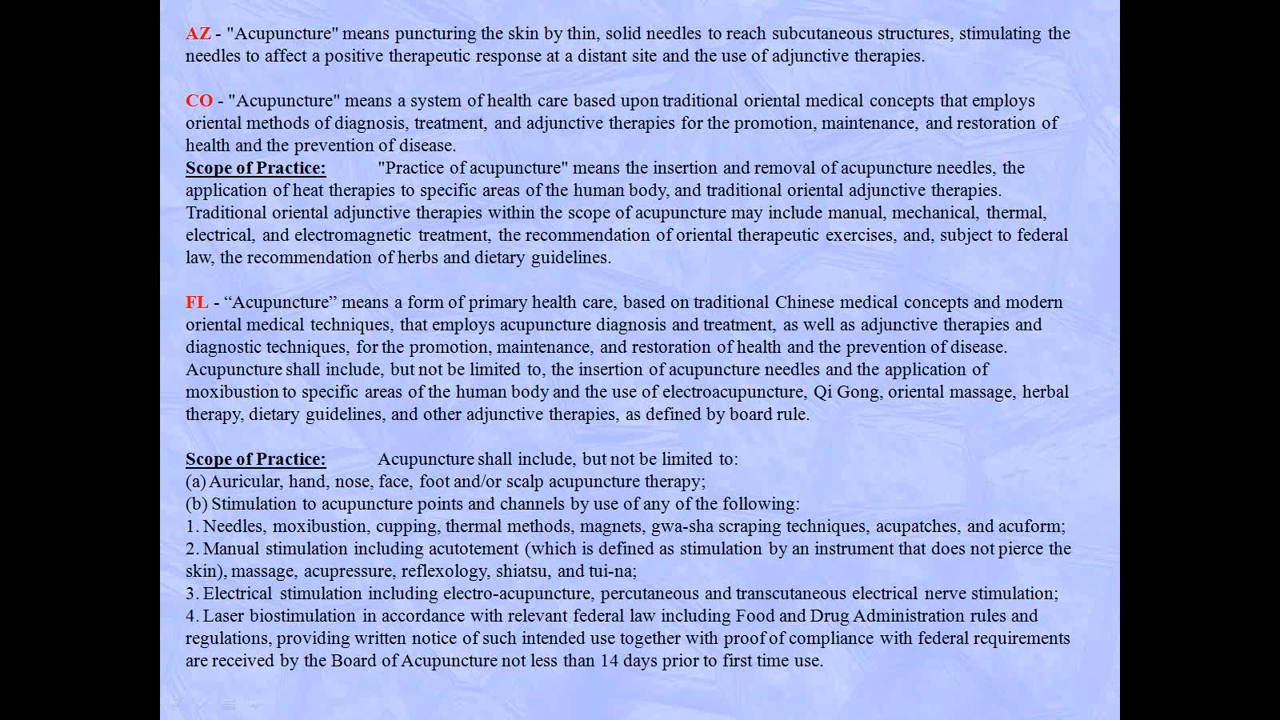 AZ - "Acupuncture" means puncturing the skin by thin, solid needles to reach subcutaneous structures, stimulating the
needles to affect a positive therapeutic response at a distant site and the use of adjunctive therapies.
CO - "Acupuncture" means a system of health care based upon traditional oriental medical concepts that employs
oriental methods of diagnosis, treatment, and adjunctive therapies for the promotion, maintenance, and restoration of
health and the prevention of disease.
Scope of Practice: "Practice of acupuncture" means the insertion and removal of acupuncture needles, the
application of heat therapies to specific areas of the human body, and traditional oriental adjunctive therapies.
Traditional oriental adjunctive therapies within the scope of acupuncture may include manual, mechanical, thermal,
electrical, and electromagnetic treatment, the recommendation of oriental therapeutic exercises, and, subject to federal
law, the recommendation of herbs and dietary guidelines.
FL - “Acupuncture” means a form of primary health care, based on traditional Chinese medical concepts and modern
oriental medical techniques, that employs acupuncture diagnosis and treatment, as well as adjunctive therapies and
diagnostic techniques, for the promotion, maintenance, and restoration of health and the prevention of disease.
Acupuncture shall include, but not be limited to, the insertion of acupuncture needles and the application of
moxibustion to specific areas of the human body and the use of electroacupuncture, Qi Gong, oriental massage, herbal
therapy, dietary guidelines, and other adjunctive therapies, as defined by board rule.
Scope of Practice: Acupuncture shall include, but not be limited to:
(a) Auricular, hand, nose, face, foot and/or scalp acupuncture therapy;
(b) Stimulation to acupuncture points and channels by use of any of the following:
1. Needles, moxibustion, cupping, thermal methods, magnets, gwa-sha scraping techniques, acupatches, and acuform;
2. Manual stimulation including acutotement (which is defined as stimulation by an instrument that does not pierce the
skin), massage, acupressure, reflexology, shiatsu, and tui-na;
3. Electrical stimulation including electro-acupuncture, percutaneous and transcutaneous electrical nerve stimulation;
4. Laser biostimulation in accordance with relevant federal law including Food and Drug Administration rules and
regulations, providing written notice of such intended use together with proof of compliance with federal requirements
are received by the Board of Acupuncture not less than 14 days prior to first time use.